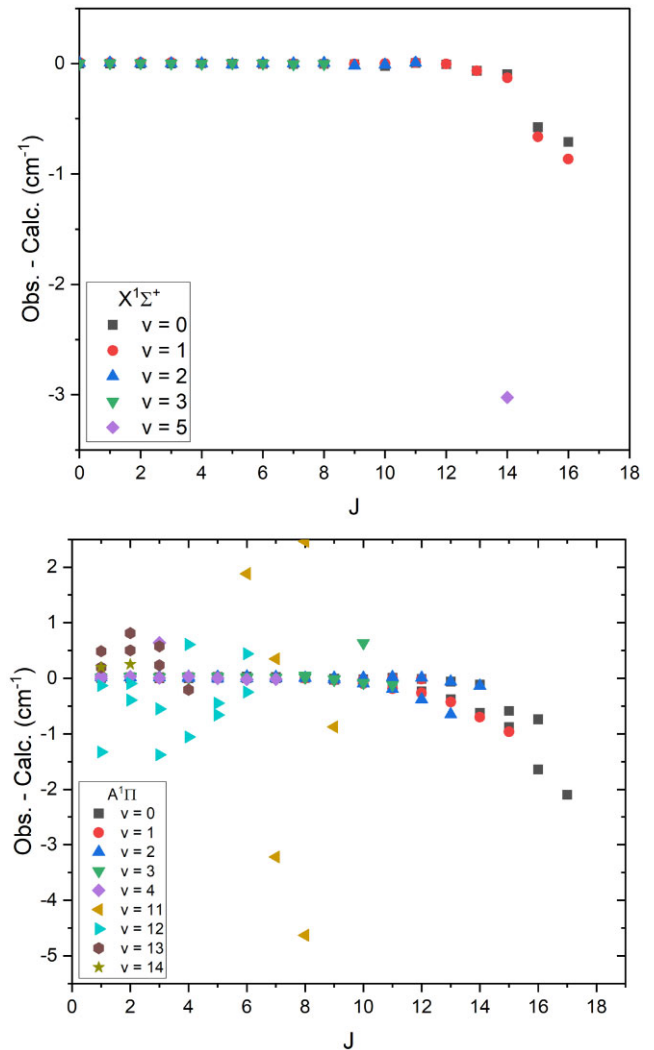 0
-1
-2
-3
Obs. - Calc. (cm⁻¹)
X¹Σ⁺
v = 0
v = 1
v = 2
v = 3
v = 5
0 2 4 6 8 10 12 14 16 18
J
2
1
0
-1
-2
-3
-4
-5
Obs. - Calc. (cm⁻¹)
A¹Π
v = 0
v = 1
v = 2
v = 3
v = 4
v = 11
v = 12
v = 13
v = 14
0 2 4 6 8 10 12 14 16 18
J